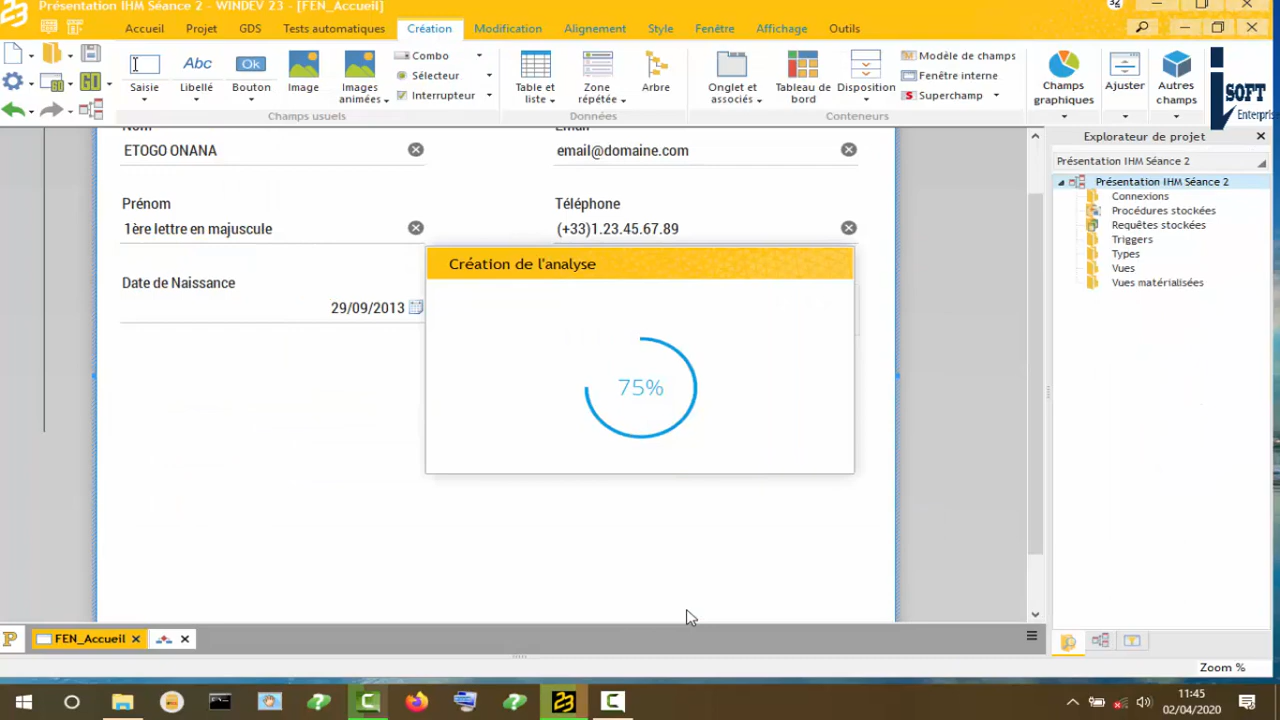 Présentation IHM Séance 2 - WINDEV 23 - [FEN_Accueil]
Accueil Projet GDS Tests automatiques Création Modification Alignement Style Fenêtre Affichage Outils
Saisie
Abc
Libellé
Ok
Bouton
Image
Images animées
Combo
Sélecteur
Interrupteur
Champs usuels
Table et liste
Zone répétée
Arbre
Données
Onglet et associés
Tableau de bord
Disposition
Modèle de champs
Fenêtre interne
Superchamp
Conteneurs
Champs graphiques
Ajuster
Autres champs
iSOFT
Enterprise
Nom
ETOGO ONANA
Email
email@domaine.com
Prénom
1ère lettre en majuscule
Téléphone
(+33)1.23.45.67.89
Date de Naissance
29/09/2013
Création de l'analyse
75%
Explorateur de projet
Présentation IHM Séance 2
Présentation IHM Séance 2
Connexions
Procédures stockées
Requêtes stockées
Triggers
Types
Vues
Vues matérialisées
FEN_Accueil
Zoom %
11:45
02/04/2020